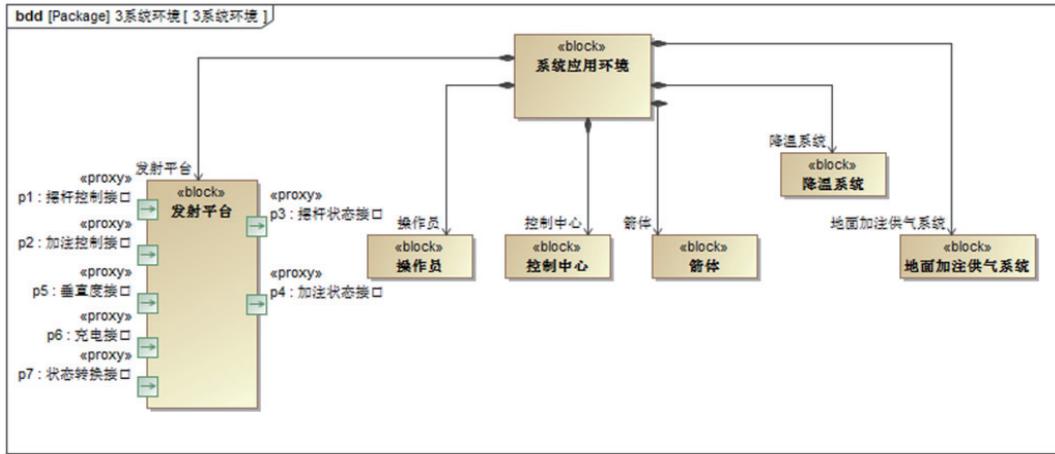 bdd [Package] 3系统环境 [ 3系统环境 ]
«block»
系统应用环境
发射平台
«block»
发射平台
«proxy»
p1 : 摆杆控制接口
«proxy»
p2 : 加注控制接口
«proxy»
p5 : 垂直度接口
«proxy»
p6 : 充电接口
«proxy»
p7 : 状态转换接口
«proxy»
p3 : 摆杆状态接口
«proxy»
p4 : 加注状态接口
操作员
«block»
操作员
控制中心
«block»
控制中心
箭体
«block»
箭体
降温系统
«block»
降温系统
地面加注供气系统
«block»
地面加注供气系统